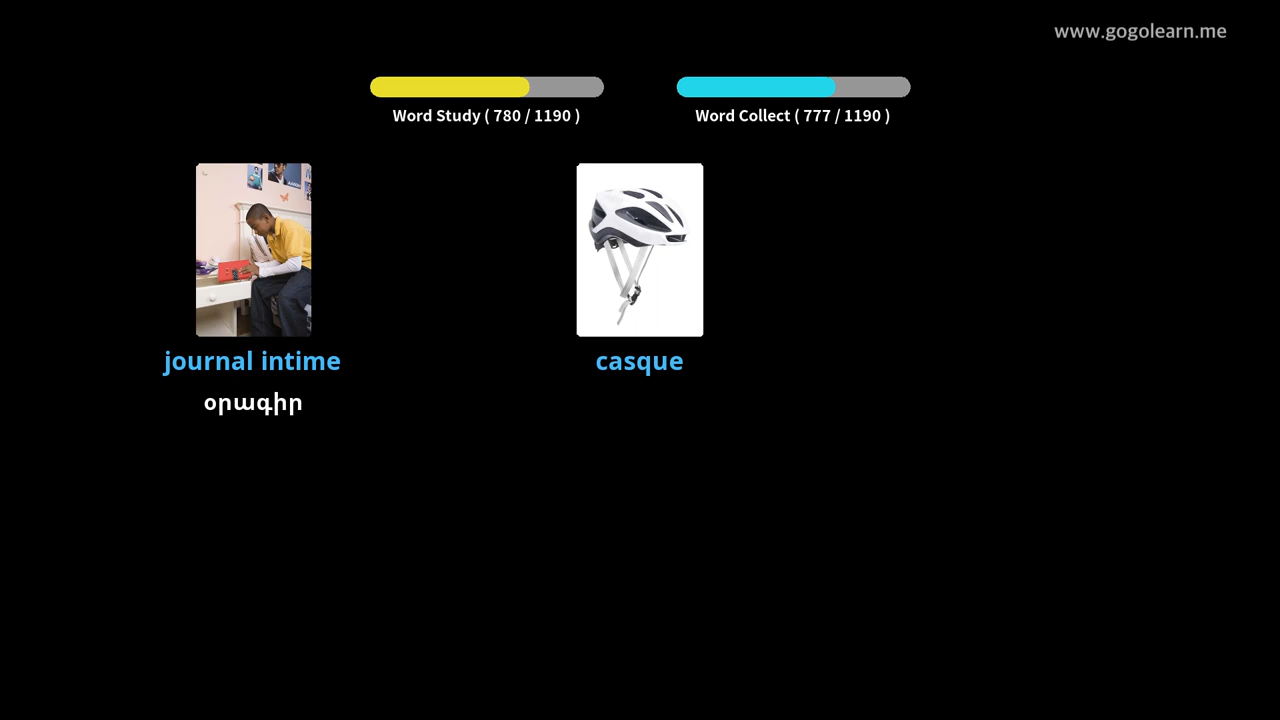 www.gogolearn.me
Word Study ( 780 / 1190 )
Word Collect ( 777 / 1190 )
journal intime
casque
օրագիր